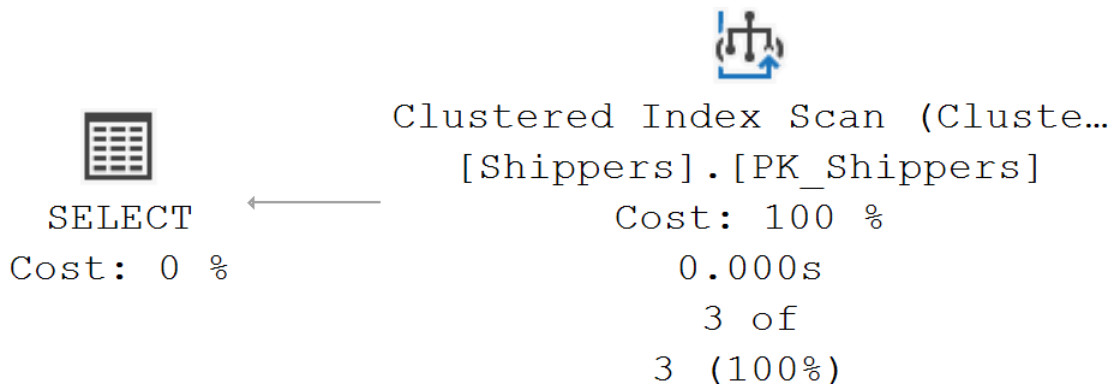 SELECT
Cost: 0 %
Clustered Index Scan (Cluste…
[Shippers].[PK_Shippers]
Cost: 100 %
0.000s
3 of
3 (100%)